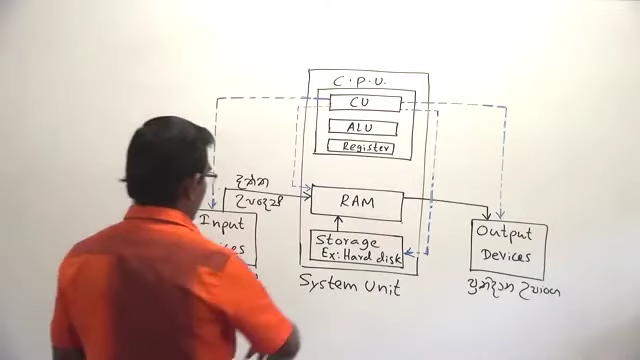 C.P.U.
CU
ALU
Register
RAM
Input
Storage
Ex: Hard disk
System Unit
Output
Devices